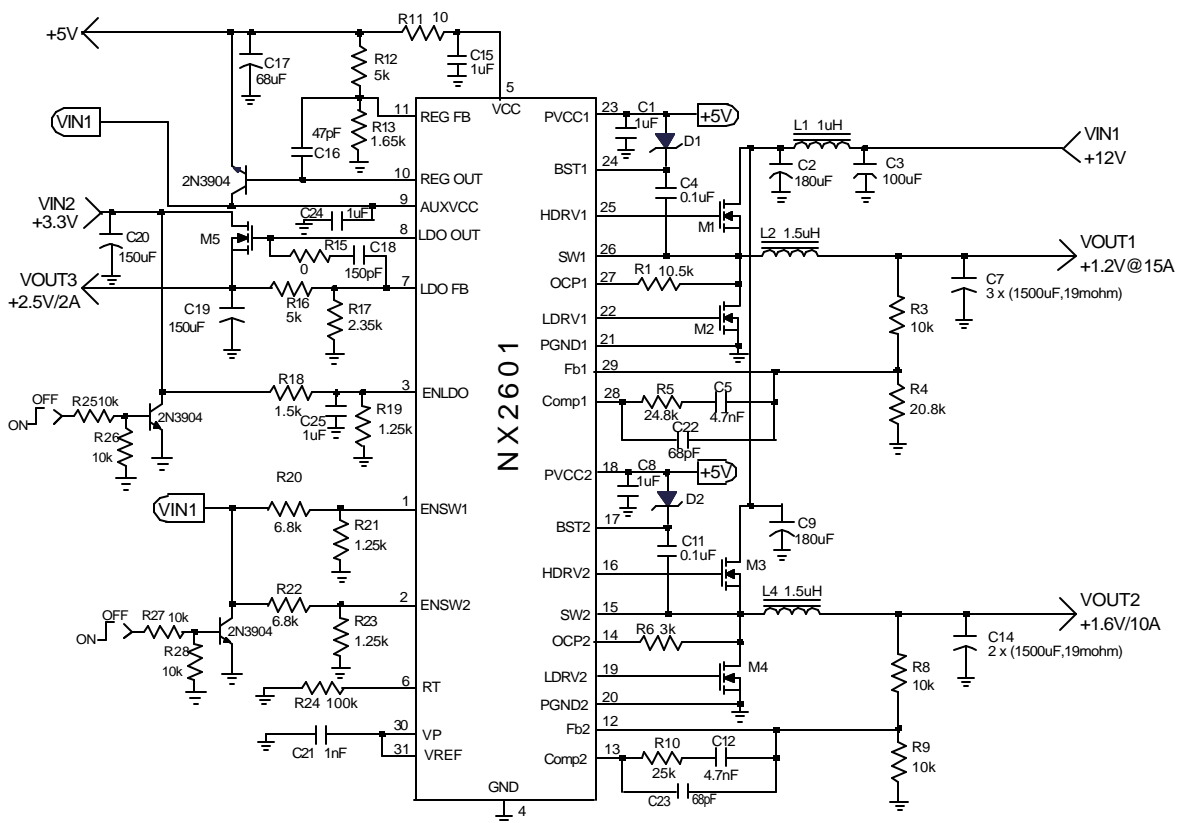 +5V
R11 10
C17
68uF
R12
5k
C15
1uF
5
VCC
VIN1
11
REG FB
R13
1.65k
47pF
C16
2N3904
10
REG OUT
9
AUXVCC
VIN2
+3.3V
C24
1uF
8
LDO OUT
C20
150uF
M5
R15
0
C18
150pF
VOUT3
+2.5V/2A
7
LDO FB
C19
150uF
R16
5k
R17
2.35k
R18
1.5k
3
ENLDO
OFF
ON
R25 10k
R26
10k
2N3904
C25
1uF
R19
1.25k
R20
6.8k
VIN1
1
ENSW1
R21
1.25k
R22
6.8k
2
ENSW2
OFF
ON
R27 10k
R28
10k
2N3904
R23
1.25k
6
RT
R24 100k
30
VP
C21 1nF
31
VREF
GND
4
NX2601
PVCC1
23
C1
1uF
+5V
D1
BST1
24
C4
0.1uF
L1 1uH
VIN1
+12V
C2
180uF
C3
100uF
HDRV1
25
M1
SW1
26
L2 1.5uH
VOUT1
+1.2V@15A
OCP1
27
R1 10.5k
C7
3 x (1500uF,19mohm)
LDRV1
22
M2
R3
10k
PGND1
21
Fb1
29
Comp1
28
R5
24.8k
C5
4.7nF
C22
68pF
R4
20.8k
PVCC2
18
C8
1uF
+5V
D2
BST2
17
C11
0.1uF
C9
180uF
HDRV2
16
M3
SW2
15
L4 1.5uH
VOUT2
+1.6V/10A
OCP2
14
R6 3k
C14
2 x (1500uF,19mohm)
LDRV2
19
M4
R8
10k
PGND2
20
Fb2
12
Comp2
13
R10
25k
C12
4.7nF
C23
68pF
R9
10k